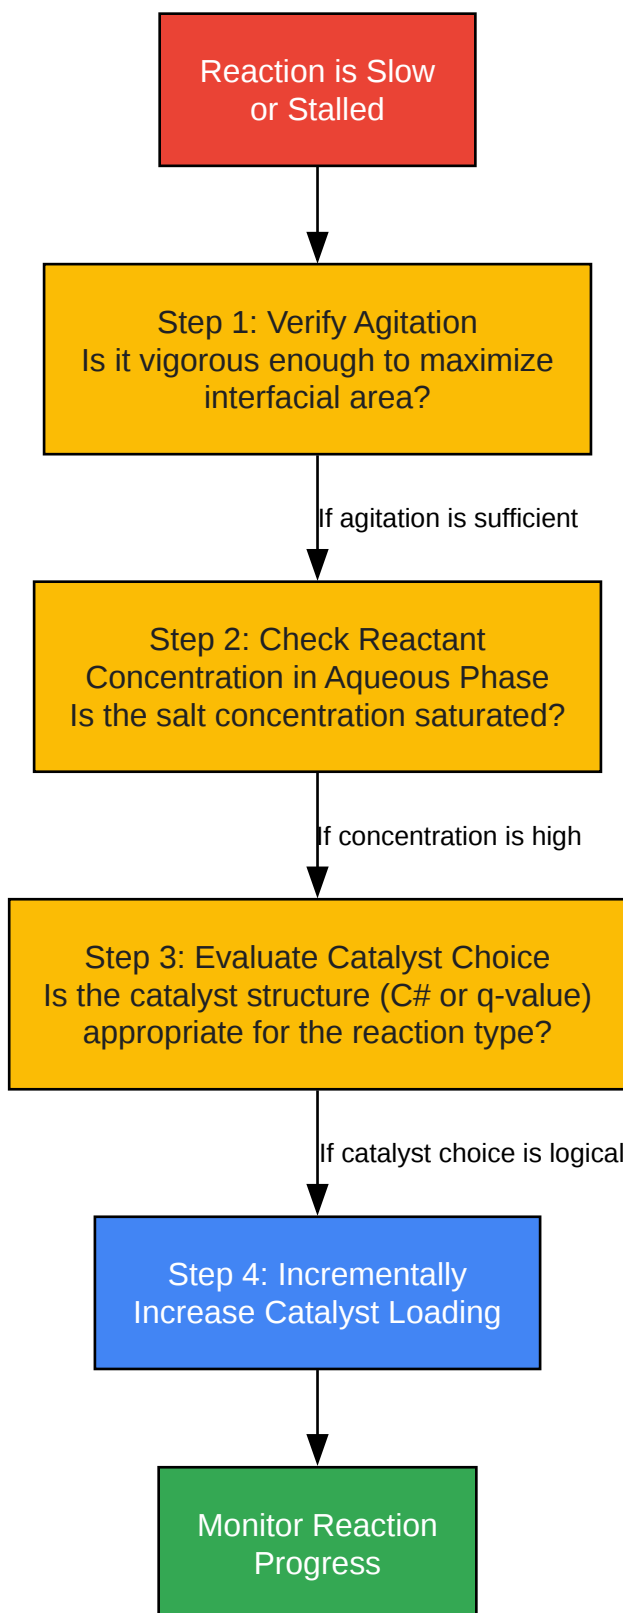 Reaction is Slow
or Stalled
Step 1: Verify Agitation
Is it vigorous enough to maximize
interfacial area?
If agitation is sufficient
Step 2: Check Reactant
Concentration in Aqueous Phase
Is the salt concentration saturated?
If concentration is high
Step 3: Evaluate Catalyst Choice
Is the catalyst structure (C# or q-value)
appropriate for the reaction type?
If catalyst choice is logical
Step 4: Incrementally
Increase Catalyst Loading
Monitor Reaction
Progress